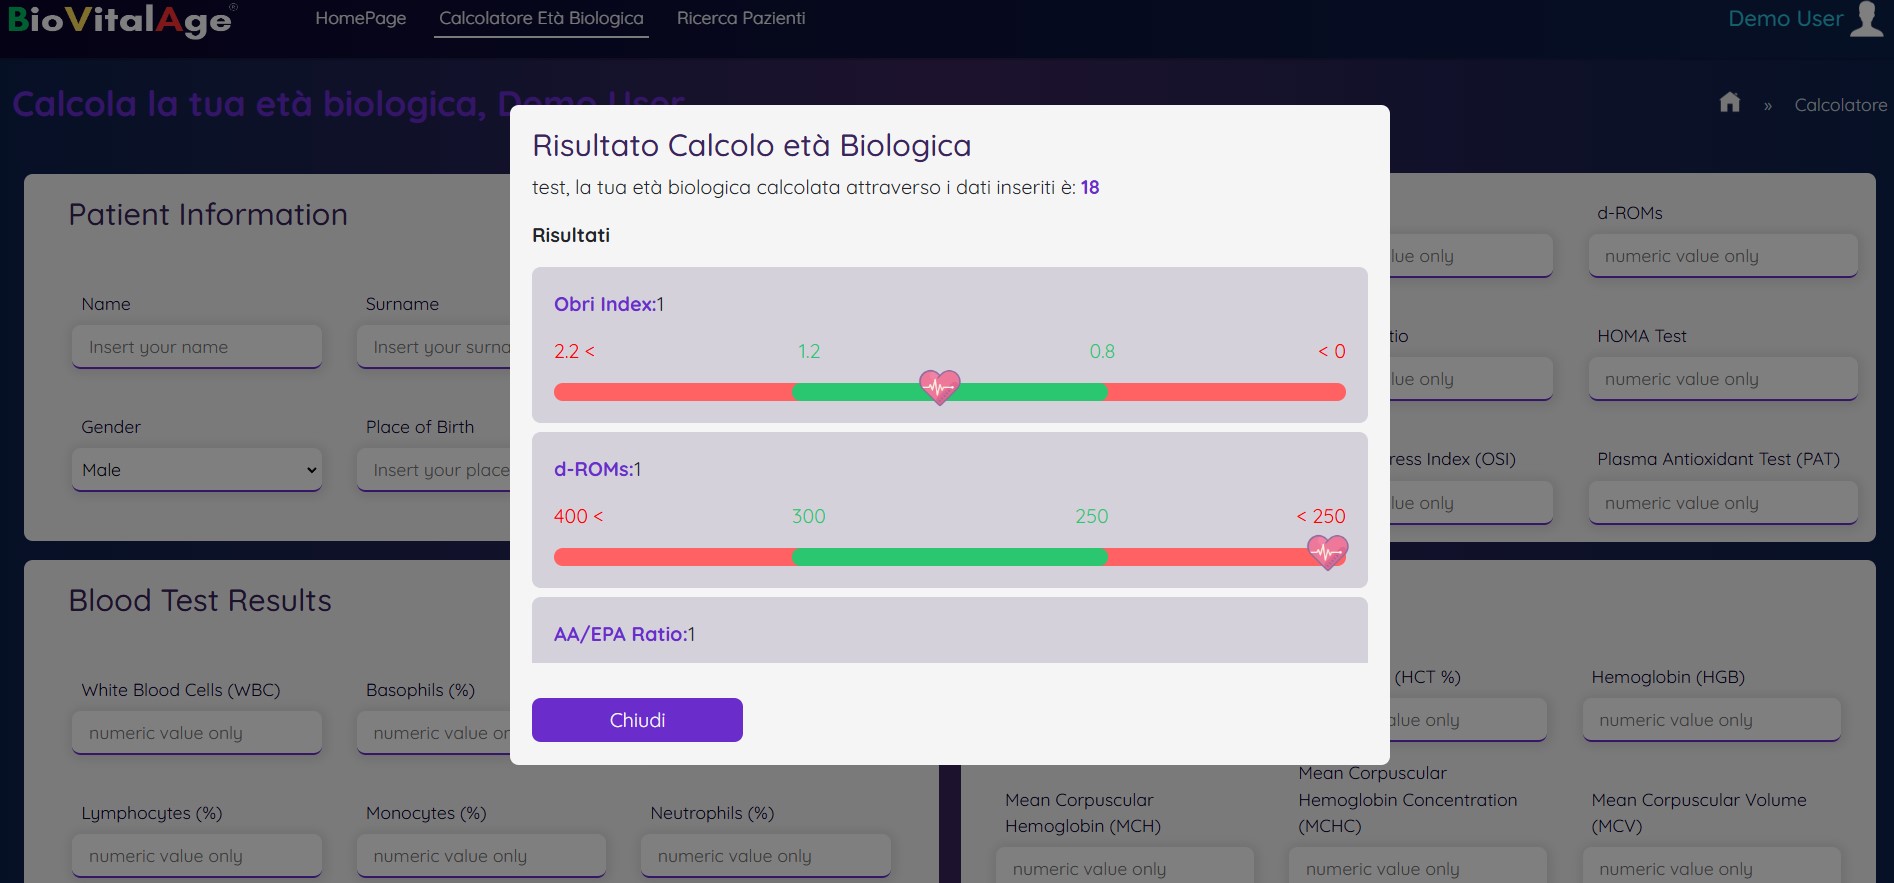 BioVitalAge®
HomePage
Calcolatore Età Biologica
Ricerca Pazienti
Demo User
Calcola la tua età biologica, Demo User
»
Calcolatore
Risultato Calcolo età Biologica
test, la tua età biologica calcolata attraverso i dati inseriti è: 18
Risultati
Obri Index:1
2.2 <
1.2
0.8
< 0
d-ROMs:1
400 <
300
250
< 250
AA/EPA Ratio:1
Chiudi
Patient Information
Name
Surname
Insert your name
Insert your surna
Gender
Place of Birth
Male
Insert your place
d-ROMs
lue only
numeric value only
tio
HOMA Test
lue only
numeric value only
ress Index (OSI)
Plasma Antioxidant Test (PAT)
lue only
numeric value only
Blood Test Results
White Blood Cells (WBC)
Basophils (%)
numeric value only
numeric value or
Lymphocytes (%)
Monocytes (%)
Neutrophils (%)
numeric value only
numeric value only
numeric value only
(HCT %)
Hemoglobin (HGB)
alue only
numeric value only
Mean Corpuscular
Hemoglobin (MCH)
Mean Corpuscular
Hemoglobin Concentration
(MCHC)
Mean Corpuscular Volume
(MCV)
numeric value only
numeric value only
numeric value only